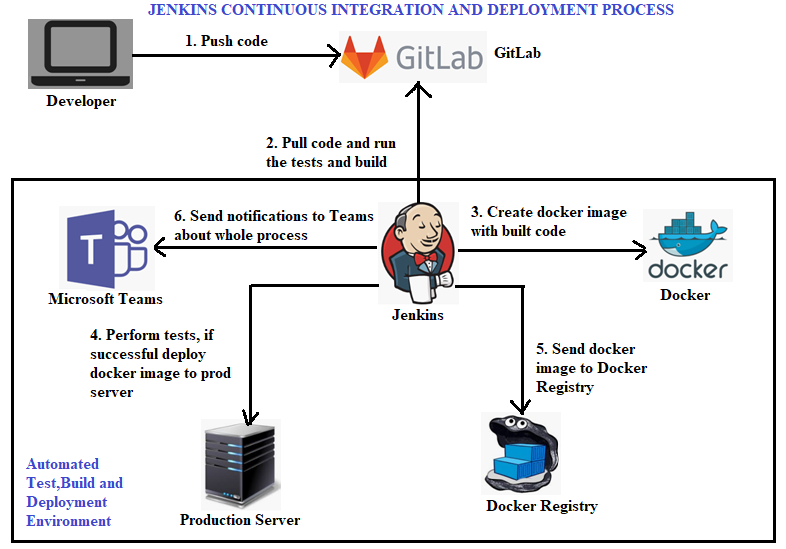 JENKINS CONTINUOUS INTEGRATION AND DEPLOYMENT PROCESS
1. Push code
GitLab
GitLab
Developer
2. Pull code and run
the tests and build
6. Send notifications to Teams
about whole process
3. Create docker image
with built code
T
docker
Microsoft Teams
Docker
Jenkins
4. Perform tests, if
successful deploy
docker image to prod
server
5. Send docker
image to Docker
Registry
Automated
Test,Build and
Deployment
Environment
Production Server
Docker Registry